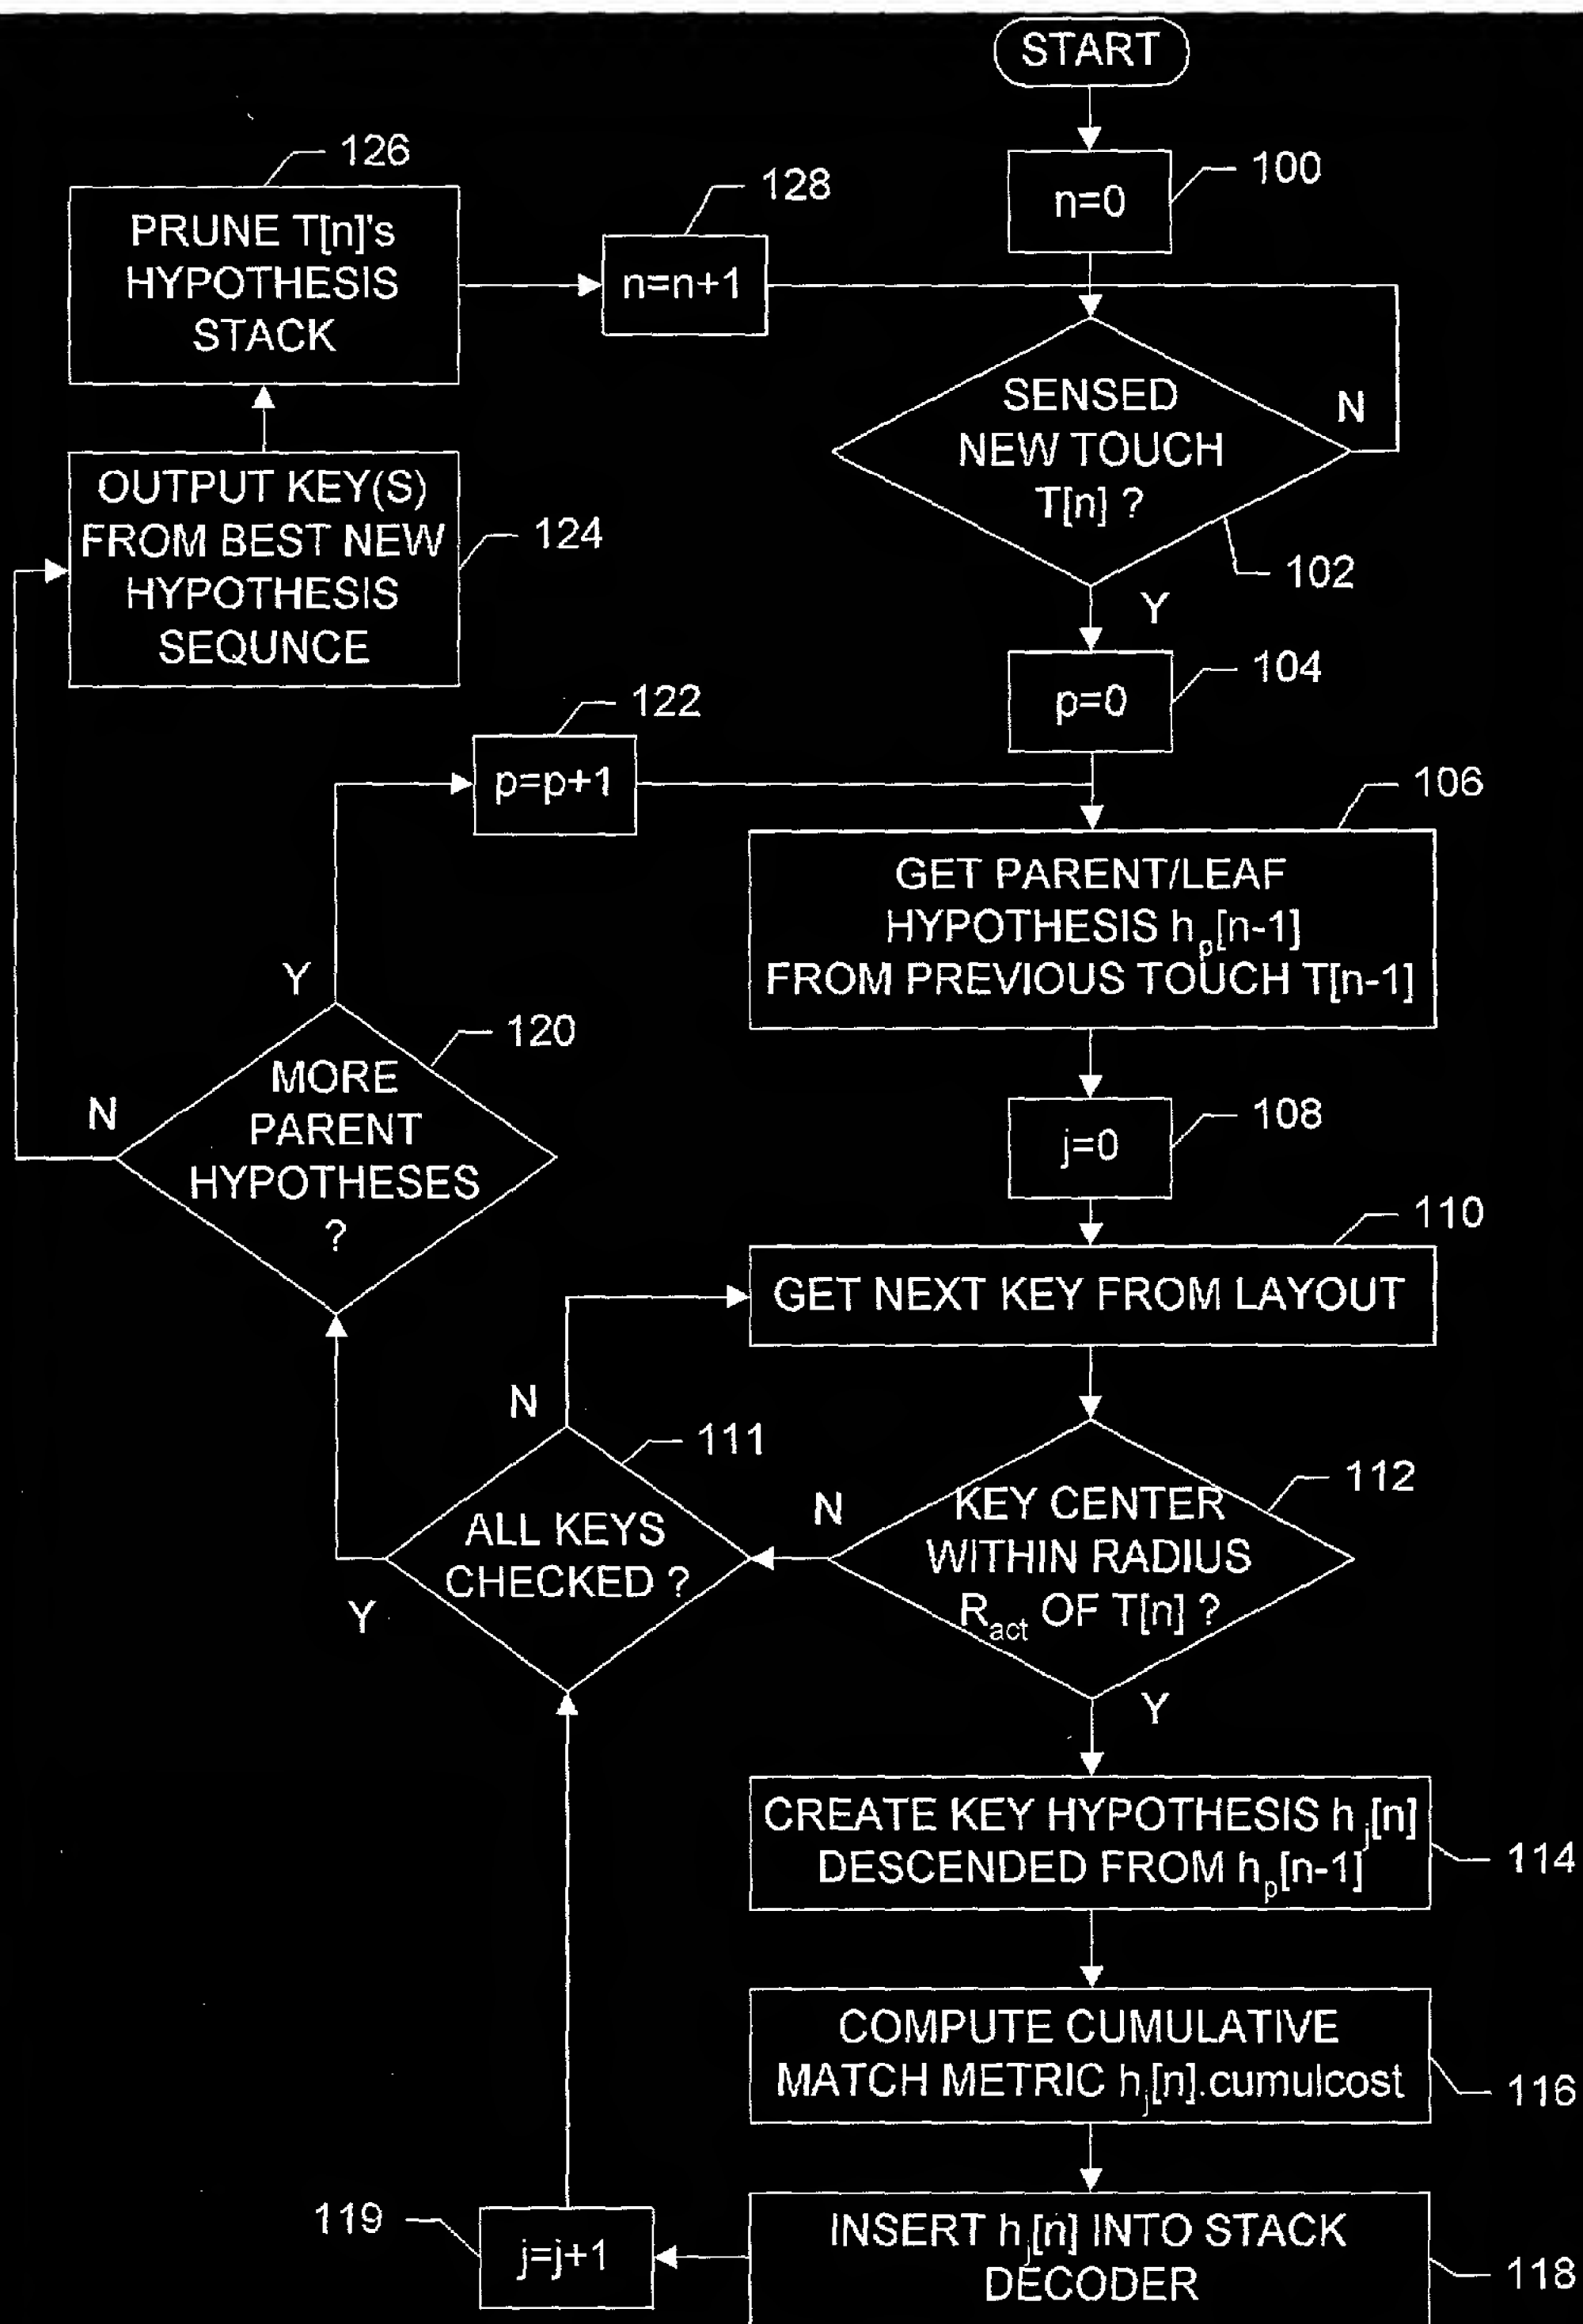 START
100
n=0
126
PRUNE T[n]'s
HYPOTHESIS
STACK
128
n=n+1
SENSED
NEW TOUCH
T[n] ?
N
102
Y
OUTPUT KEY(S)
FROM BEST NEW
HYPOTHESIS
SEQUNCE
124
104
p=0
122
p=p+1
106
GET PARENT/LEAF
HYPOTHESIS hp[n-1]
FROM PREVIOUS TOUCH T[n-1]
Y
120
MORE
PARENT
HYPOTHESES
?
N
108
j=0
110
GET NEXT KEY FROM LAYOUT
N
111
ALL KEYS
CHECKED ?
Y
112
N
KEY CENTER
WITHIN RADIUS
Ract OF T[n] ?
Y
CREATE KEY HYPOTHESIS hj[n]
DESCENDED FROM hp[n-1]
114
COMPUTE CUMULATIVE
MATCH METRIC hj[n].cumulcost
116
119
j=j+1
INSERT hj[n] INTO STACK
DECODER
118